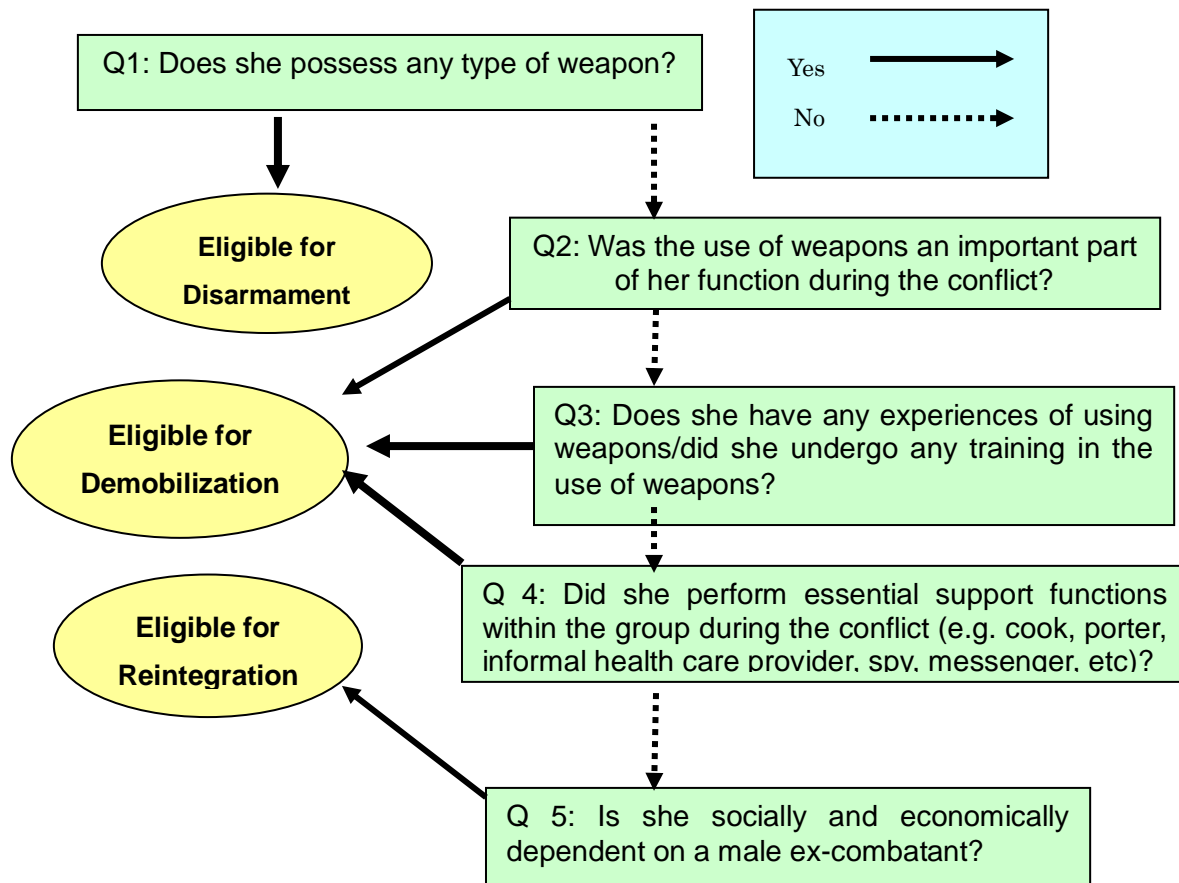 Q1: Does she possess any type of weapon?
Yes
No
Eligible for
Disarmament
Q2: Was the use of weapons an important part
of her function during the conflict?
Eligible for
Demobilization
Q3: Does she have any experiences of using
weapons/did she undergo any training in the
use of weapons?
Q 4: Did she perform essential support functions
within the group during the conflict (e.g. cook, porter,
informal health care provider, spy, messenger, etc)?
Eligible for
Reintegration
Q 5: Is she socially and economically
dependent on a male ex-combatant?